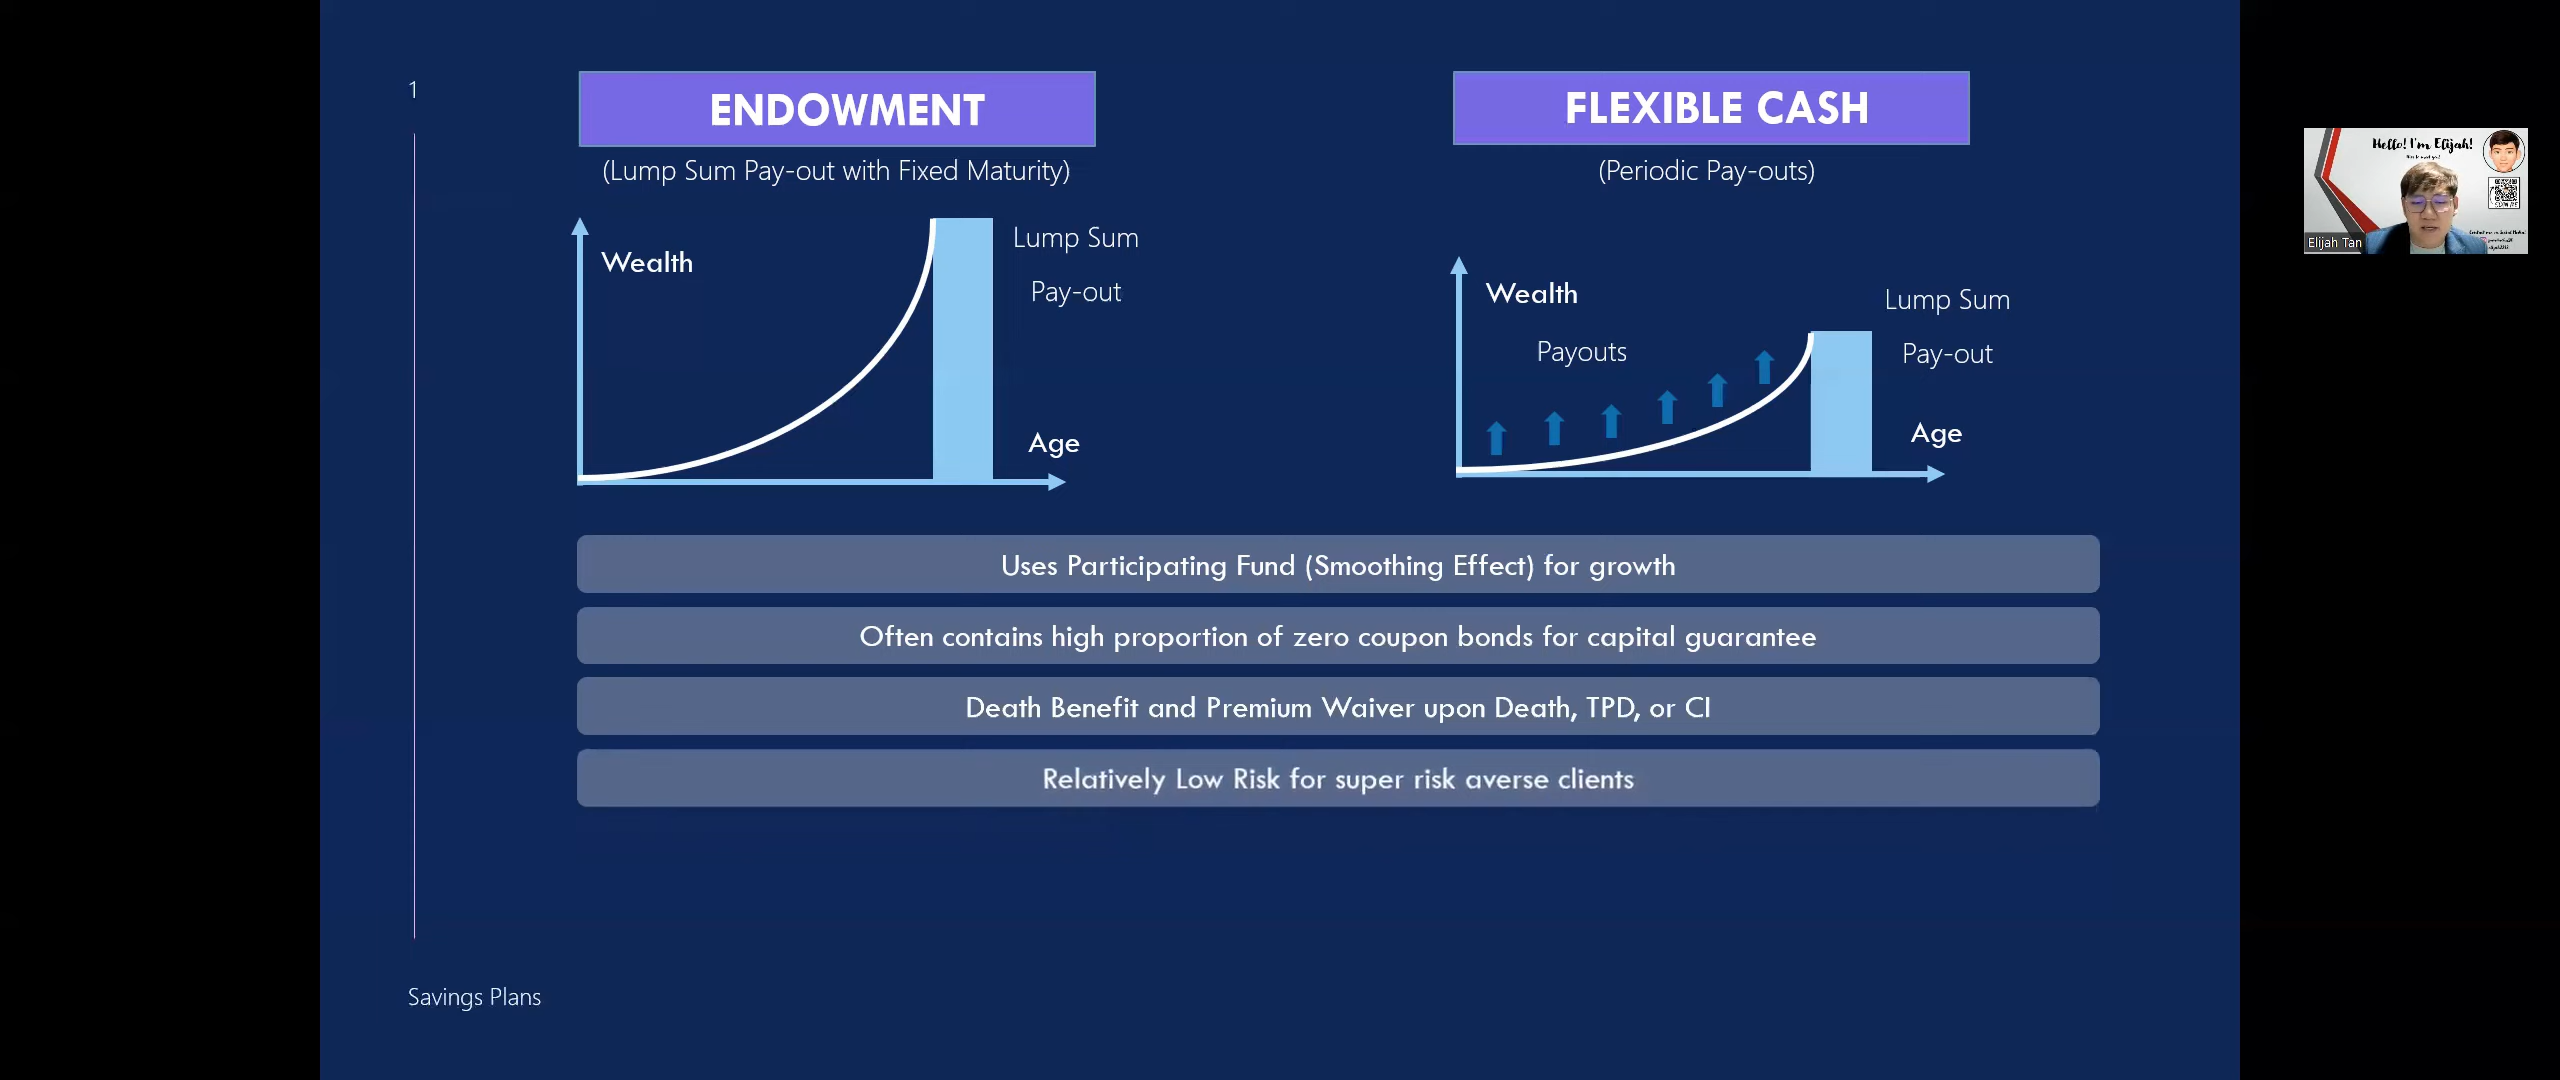 1
ENDOWMENT
(Lump Sum Pay-out with Fixed Maturity)
Wealth
Lump Sum
Pay-out
Age
FLEXIBLE CASH
(Periodic Pay-outs)
Wealth
Payouts
Lump Sum
Pay-out
Age
Uses Participating Fund (Smoothing Effect) for growth
Often contains high proportion of zero coupon bonds for capital guarantee
Death Benefit and Premium Waiver upon Death, TPD, or CI
Relatively Low Risk for super risk averse clients
Savings Plans
Hello! I'm Elijah!
Elijah Tan